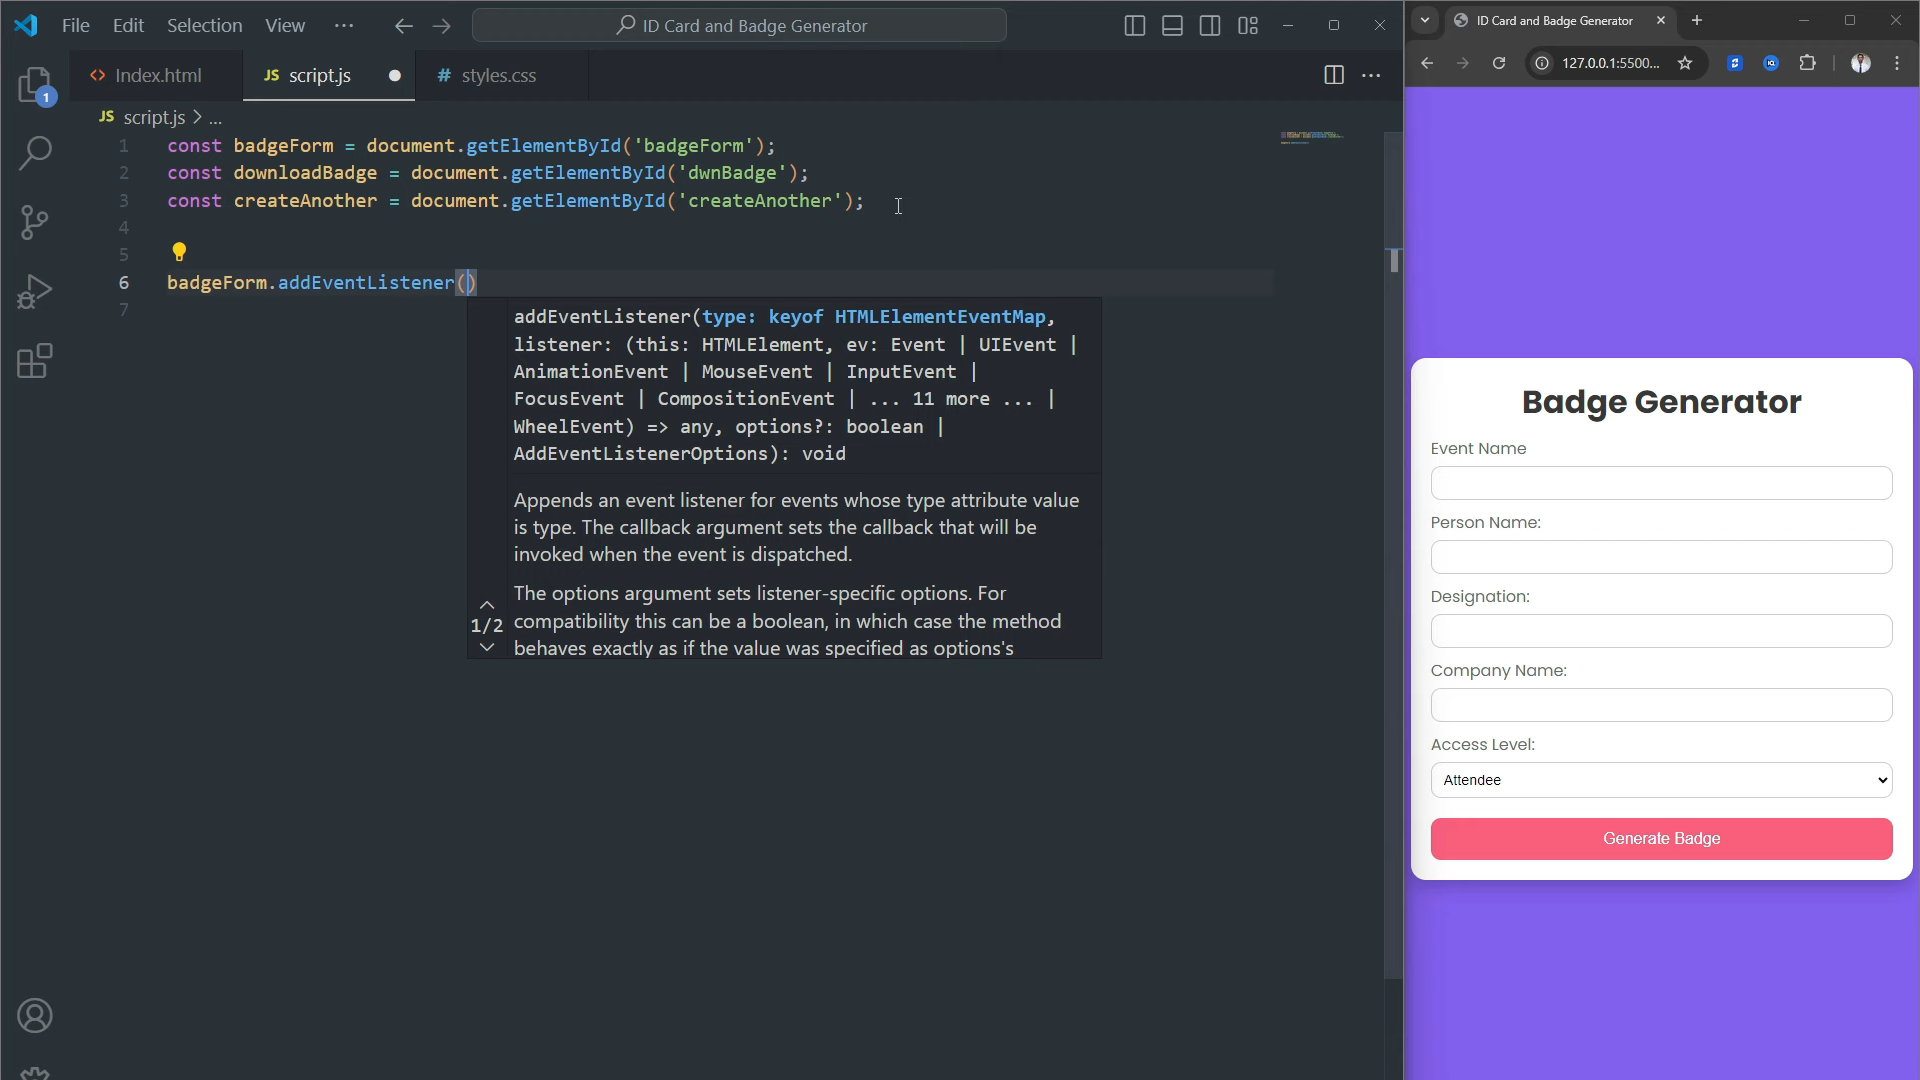 File Edit Selection View ···
ID Card and Badge Generator
Index.html
JS script.js
# styles.css
1
JS script.js > ...
1 const badgeForm = document.getElementById('badgeForm');
2 const downloadBadge = document.getElementById('dwnBadge');
3 const createAnother = document.getElementById('createAnother');
4
5
6 badgeForm.addEventListener()
7
addEventListener(type: keyof HTMLElementEventMap,
listener: (this: HTMLElement, ev: Event | UIEvent |
AnimationEvent | MouseEvent | InputEvent |
FocusEvent | CompositionEvent | ... 11 more ... |
WheelEvent) => any, options?: boolean |
AddEventListenerOptions): void
Appends an event listener for events whose type attribute value
is type. The callback argument sets the callback that will be
invoked when the event is dispatched.
The options argument sets listener-specific options. For
1/2
compatibility this can be a boolean, in which case the method
behaves exactly as if the value was specified as options's
ID Card and Badge Generator
127.0.0.1:5500...
Badge Generator
Event Name
Person Name:
Designation:
Company Name:
Access Level:
Attendee
Generate Badge